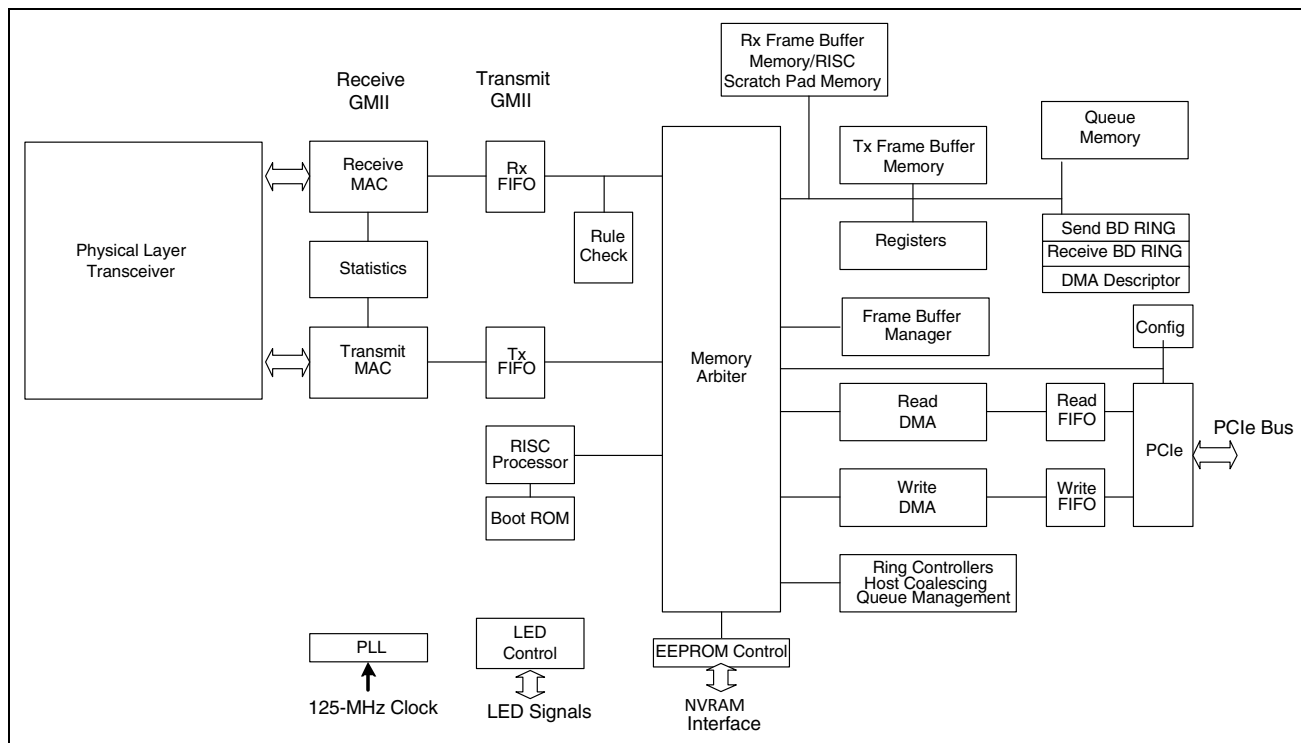 Rx Frame Buffer
Memory/RISC
Scratch Pad Memory
Receive
GMII
Transmit
GMII
Queue
Memory
Physical Layer
Transceiver
Receive
MAC
Rx
FIFO
Rule
Check
Statistics
Transmit
MAC
Tx
FIFO
RISC
Processor
Boot ROM
Memory
Arbiter
Tx Frame Buffer
Memory
Registers
Send BD RING
Receive BD RING
DMA Descriptor
Frame Buffer
Manager
Config
Read
DMA
Read
FIFO
PCIe
PCIe Bus
Write
DMA
Write
FIFO
Ring Controllers
Host Coalescing
Queue Management
PLL
125-MHz Clock
LED
Control
LED Signals
EEPROM Control
NVRAM
Interface